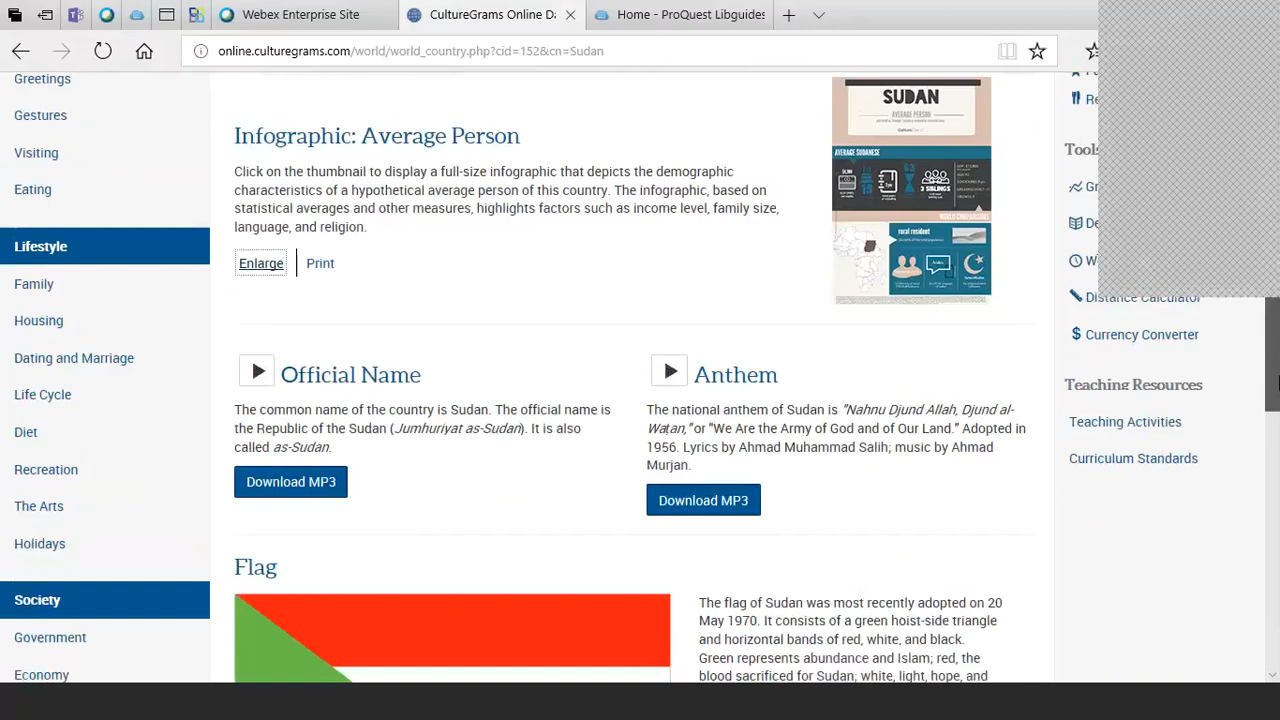 Webex Enterprise Site
CultureGrams Online Da
Home - ProQuest Libguides
online.culturegrams.com/world/world_country.php?cid=152&cn=Sudan
Greetings
Gestures
Visiting
Eating
Lifestyle
Family
Housing
Dating and Marriage
Life Cycle
Diet
Recreation
The Arts
Holidays
Society
Government
Economy
Infographic: Average Person
Click on the thumbnail to display a full-size infographic that depicts the demographic
characteristics of a hypothetical average person of this country. The infographic, based on
statistical averages and other measures, highlights factors such as income level, family size,
language, and religion.
Enlarge
Print
SUDAN
AVERAGE PERSON
AVERAGE SUDANESE
63
3 SIBLINGS
WORLD COMPARISONS
rural resident
Official Name
The common name of the country is Sudan. The official name is
the Republic of the Sudan (Jumhuriyat as-Sudan). It is also
called as-Sudan.
Download MP3
Anthem
The national anthem of Sudan is "Nahnu Djund Allah, Djund al-
Watan," or "We Are the Army of God and of Our Land." Adopted in
1956. Lyrics by Ahmad Muhammad Salih; music by Ahmad
Murjan.
Download MP3
Flag
The flag of Sudan was most recently adopted on 20
May 1970. It consists of a green hoist-side triangle
and horizontal bands of red, white, and black.
Green represents abundance and Islam; red, the
blood sacrificed for Sudan; white, light, hope, and
Re
Tools
Gr
De
W
Distance Calculator
$ Currency Converter
Teaching Resources
Teaching Activities
Curriculum Standards